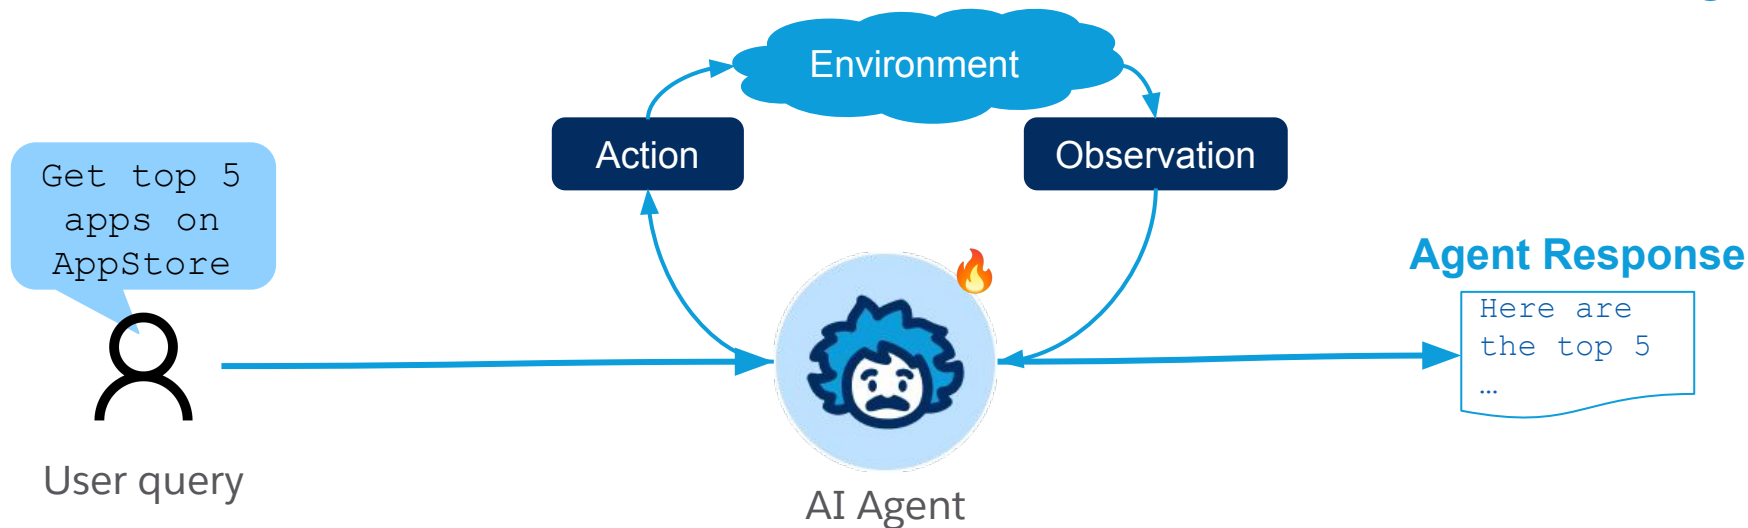 Environment
Action
Observation
Get top 5
apps on
AppStore
Agent Response
Here are
the top 5
…
User query
AI Agent